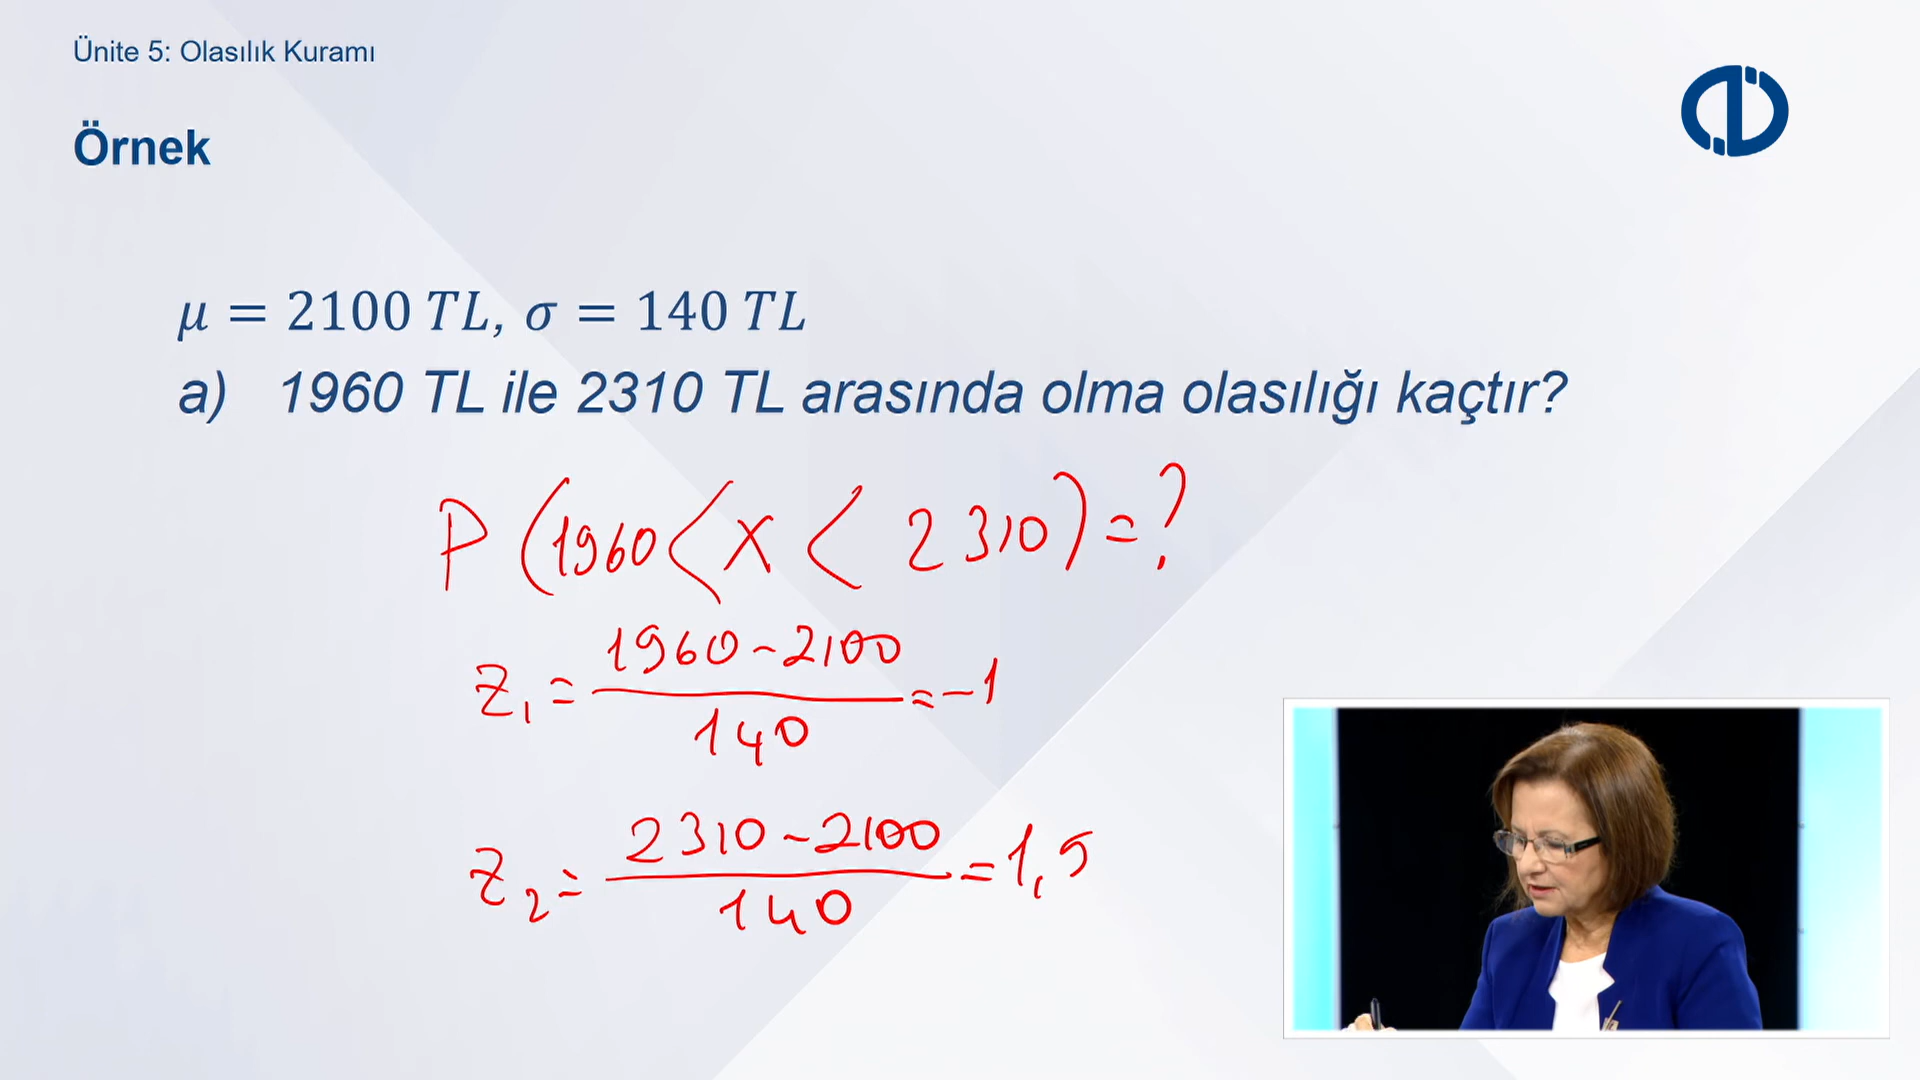 Ünite 5: Olasılık Kuramı
Örnek
μ = 2100 TL, σ = 140 TL
a) 1960 TL ile 2310 TL arasında olma olasılığı kaçtır?
P (1960 < X < 2310) = ?
Z₁ = (1960 - 2100) / 140 = -1
Z₂ = (2310 - 2100) / 140 = 1,5